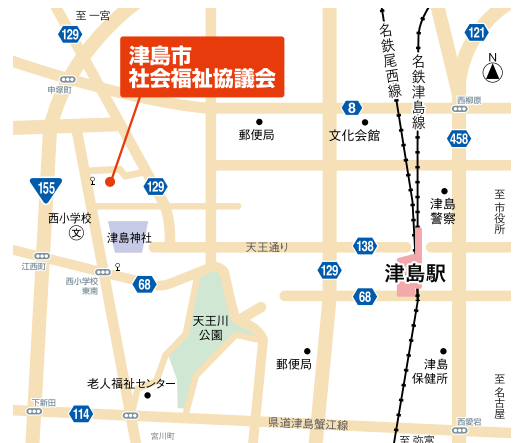 至 一宮
129
121
津島市
社会福祉協議会
名鉄尾西線
名鉄津島線
N
申塚町
8
西柳原
郵便局
文化会館
458
155
129
津島
警察
至 市役所
西小学校
文
津島神社
天王通り
138
江西町
西小学校
東南
68
129
津島駅
68
天王川
公園
郵便局
津島
保健所
老人福祉センター
至 名古屋
下新田
114
県道津島蟹江線
西愛宕
宮川町
至 弥富